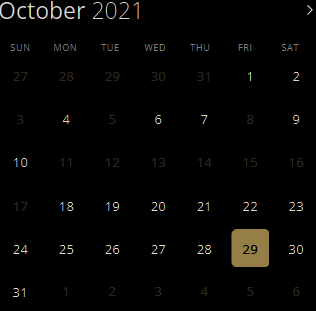 October 2021
SUN MON TUE WED THU FRI SAT
27 28 29 30 31 1 2
3 4 5 6 7 8 9
10 11 12 13 14 15 16
17 18 19 20 21 22 23
24 25 26 27 28 29 30
31 1 2 3 4 5 6